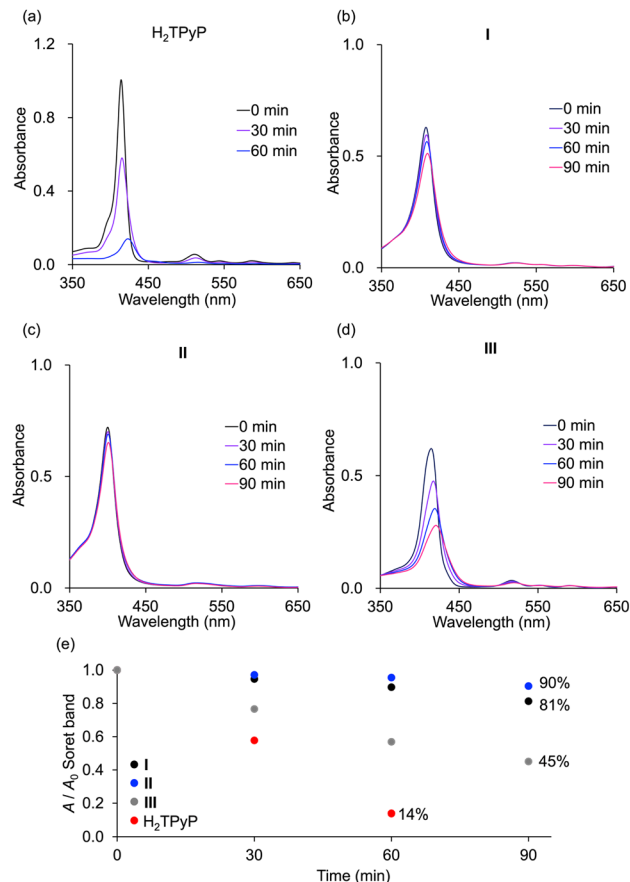 (a)
H₂TPyP
1.2
0.8
0.4
0.0
Absorbance
0 min
30 min
60 min
350
450
550
650
Wavelength (nm)
(b)
I
1.0
0.5
0.0
Absorbance
0 min
30 min
60 min
90 min
350
450
550
650
Wavelength (nm)
(c)
II
1.0
0.5
0.0
Absorbance
0 min
30 min
60 min
90 min
350
450
550
650
Wavelength (nm)
(d)
III
1.0
0.5
0.0
Absorbance
0 min
30 min
60 min
90 min
350
450
550
650
Wavelength (nm)
(e)
1.0
0.8
0.6
0.4
0.2
0.0
A / A₀ Soret band
I
II
III
H₂TPyP
90%
81%
45%
14%
0
30
60
90
Time (min)